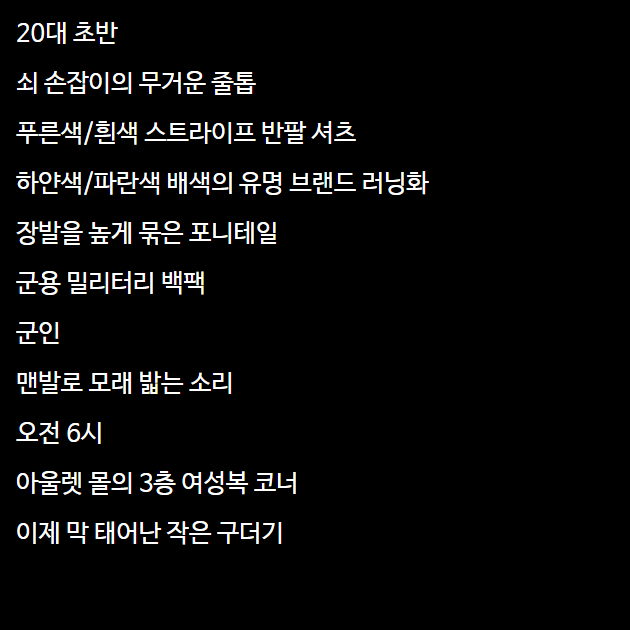 20대 초반
쇠 손잡이의 무거운 줄톱
푸른색/흰색 스트라이프 반팔 셔츠
하얀색/파란색 배색의 유명 브랜드 러닝화
장발을 높게 묶은 포니테일
군용 밀리터리 백팩
군인
맨발로 모래 밟는 소리
오전 6시
아울렛 몰의 3층 여성복 코너
이제 막 태어난 작은 구더기